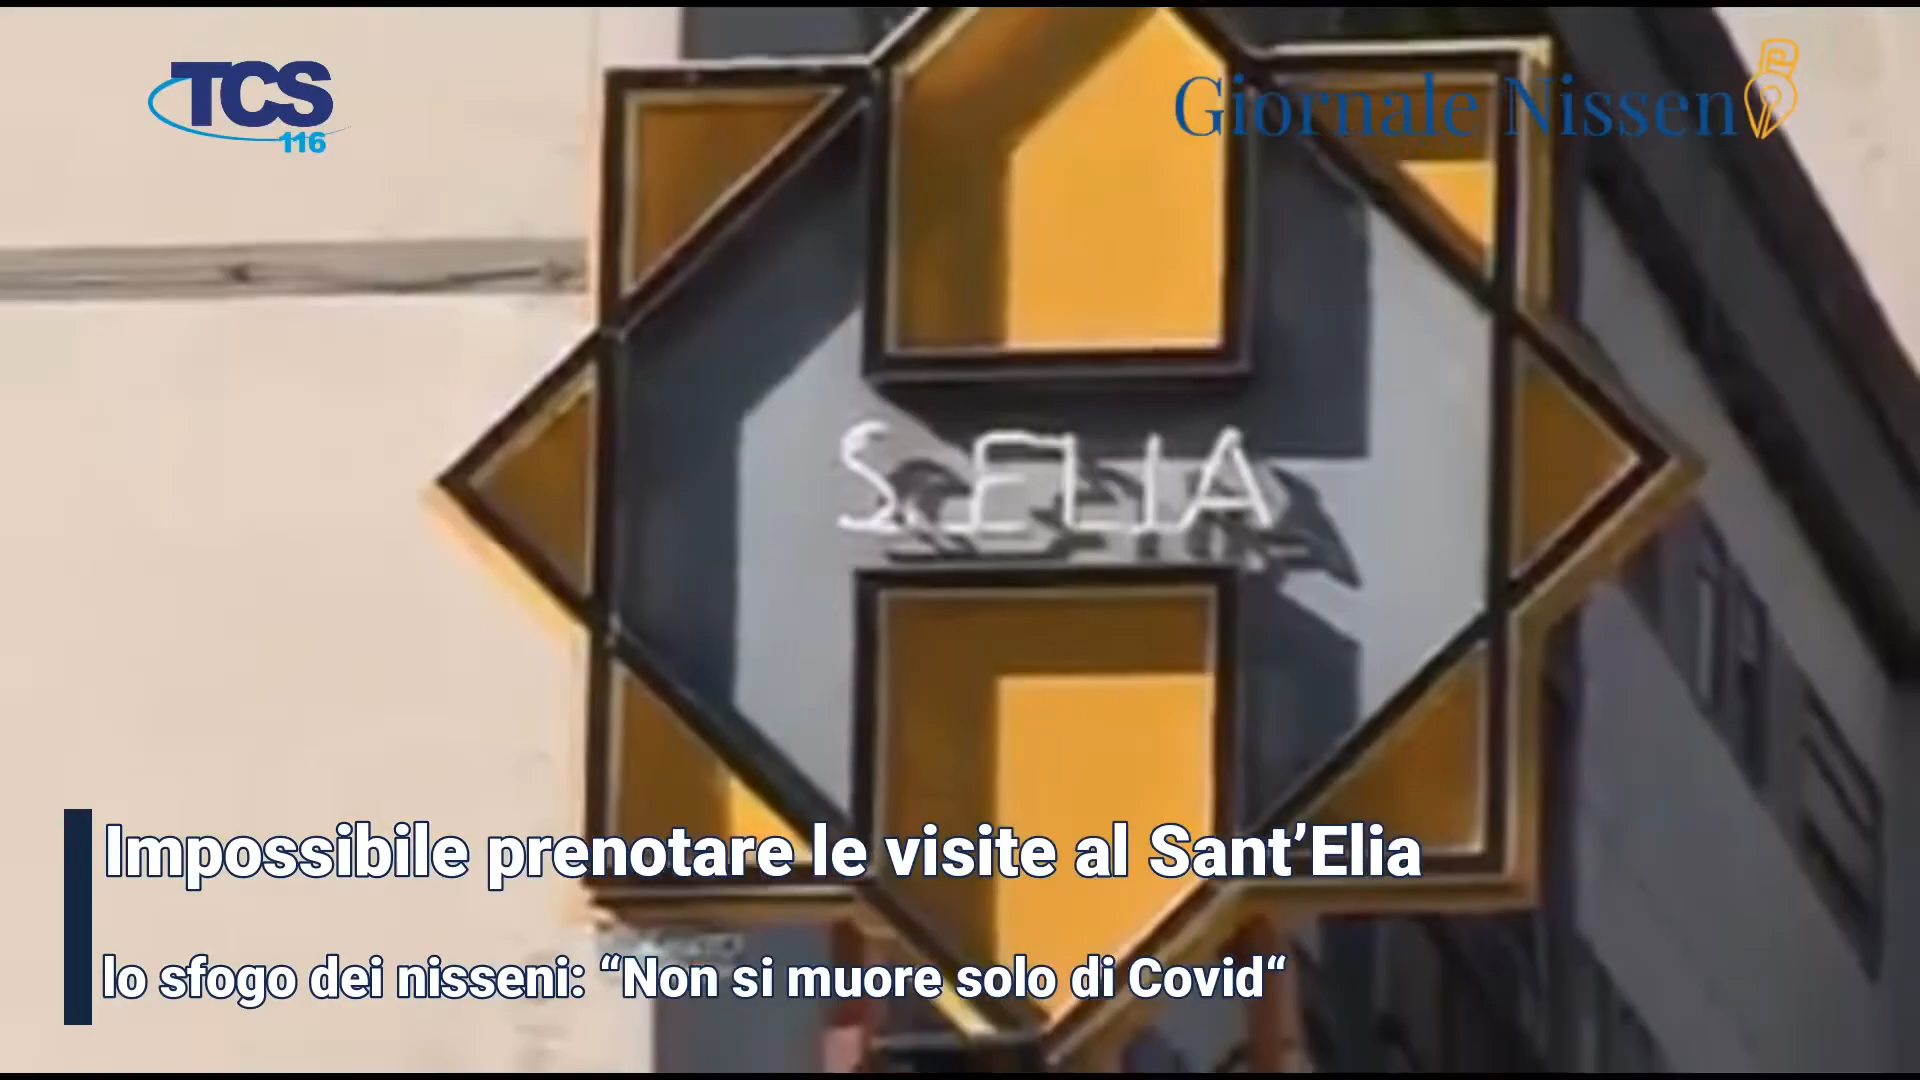 TCS
116
Giornale Nisseno
S. ELIA
Impossibile prenotare le visite al Sant’Elia
lo sfogo dei nisseni: “Non si muore solo di Covid“